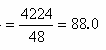 = 4224/48 = 88.0